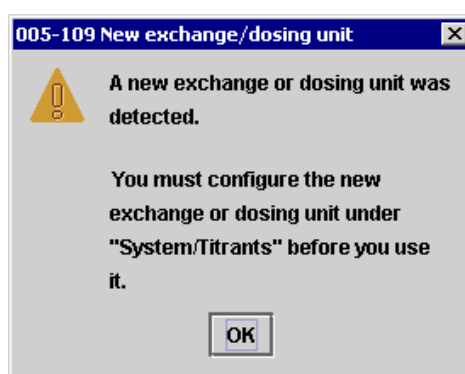 005-109 New exchange/dosing unit
A new exchange or dosing unit was
detected.
You must configure the new
exchange or dosing unit under
"System/Titrants" before you use
it.
OK